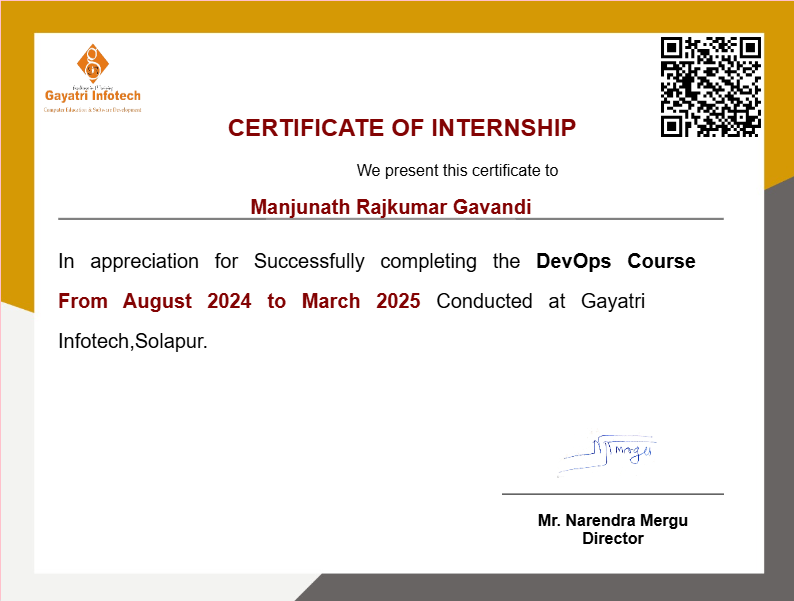 Gayatri Infotech
Computer Education & Software Development
CERTIFICATE OF INTERNSHIP
We present this certificate to
Manjunath Rajkumar Gavandi
In appreciation for Successfully completing the DevOps Course
From August 2024 to March 2025 Conducted at Gayatri
Infotech,Solapur.
Mergu
Mr. Narendra Mergu
Director